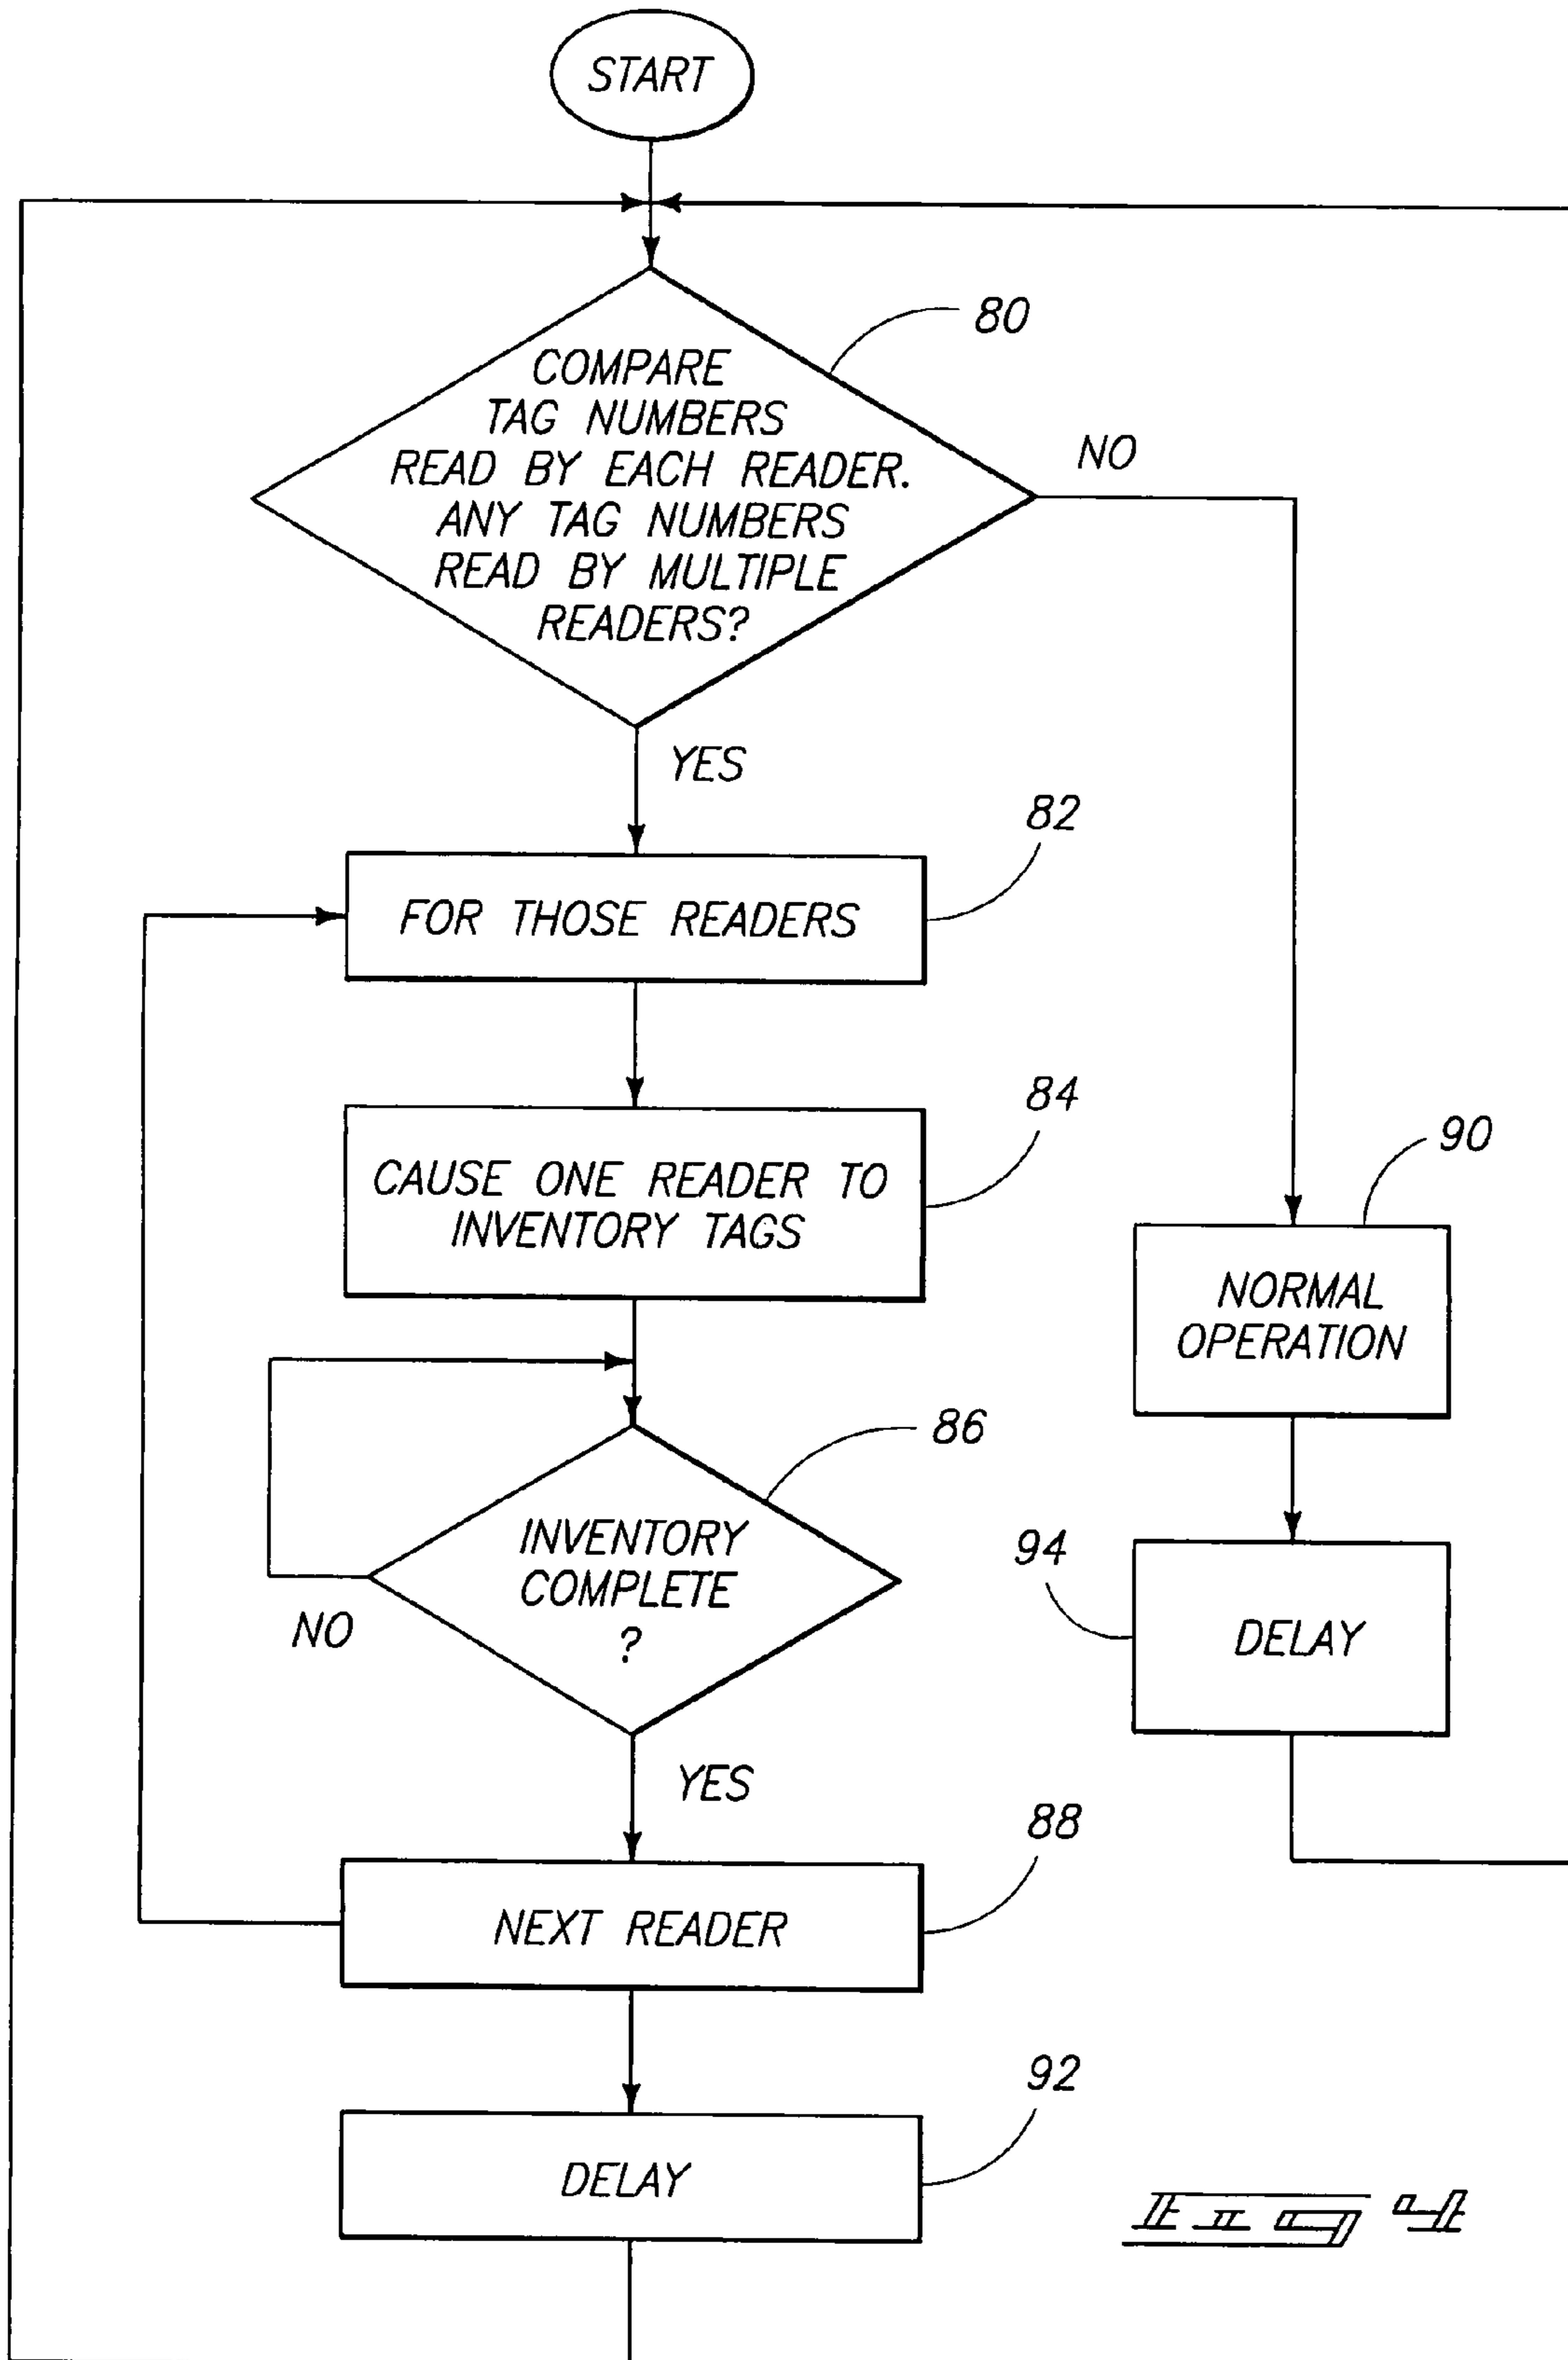 START
80
COMPARE
TAG NUMBERS
READ BY EACH READER.
ANY TAG NUMBERS
READ BY MULTIPLE
READERS?
NO
YES
82
FOR THOSE READERS
84
CAUSE ONE READER TO
INVENTORY TAGS
90
NORMAL
OPERATION
86
INVENTORY
COMPLETE
?
NO
94
DELAY
YES
88
NEXT READER
92
DELAY
Fig 4